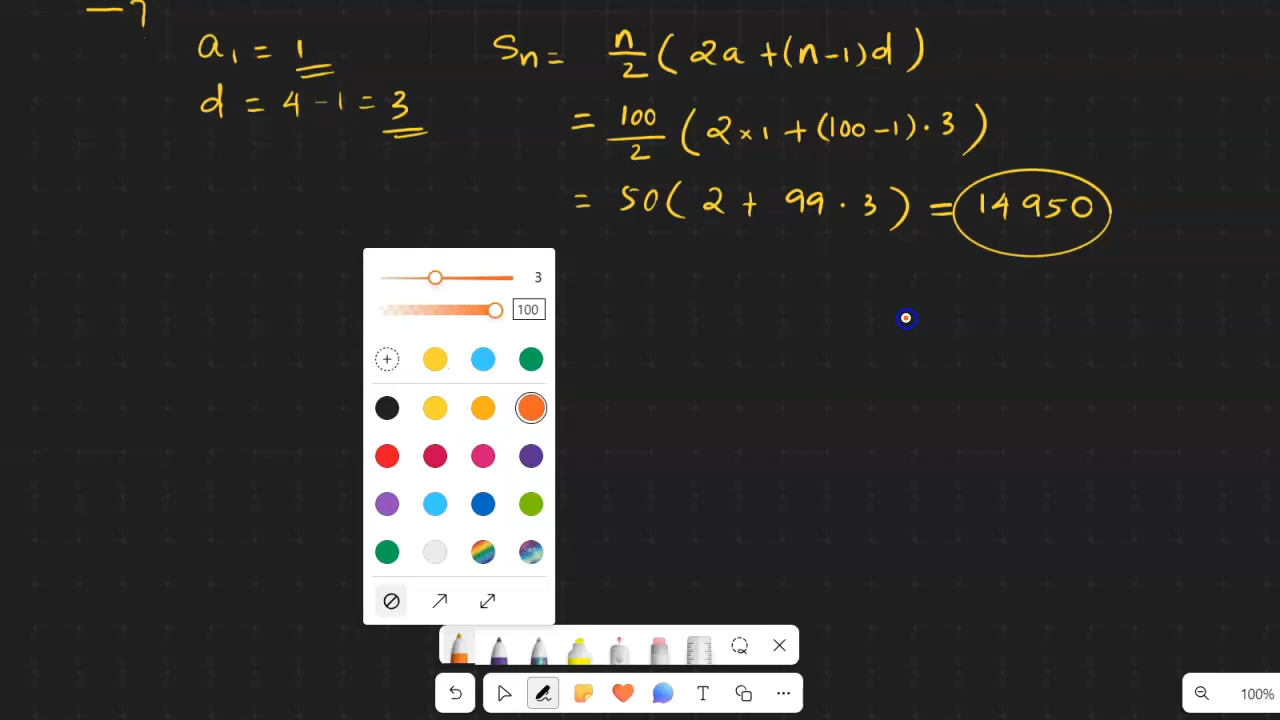 a₁ = 1
d = 4 - 1 = 3
Sn = n/2 ( 2a + (n-1)d )
= 100/2 ( 2×1 + (100-1)·3 )
= 50( 2 + 99·3 ) = 14950
3
100
T
100%